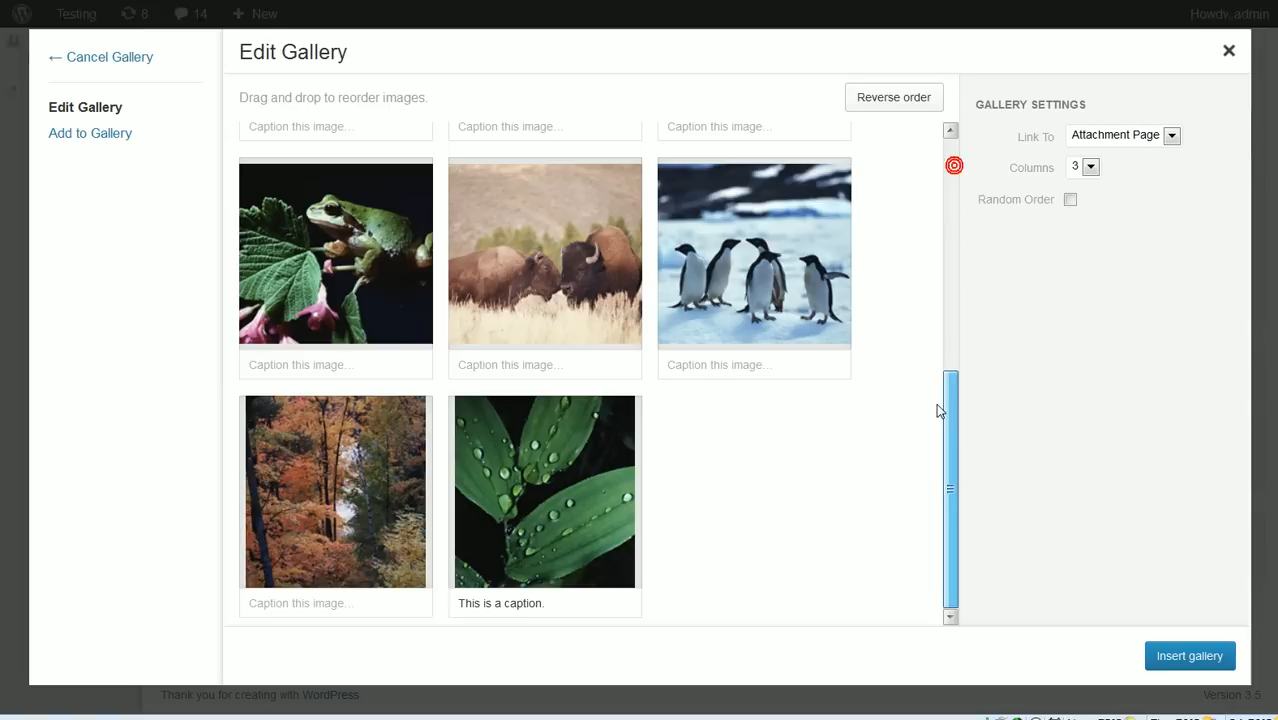 Testing 8 14 New Howdy, admin
← Cancel Gallery
Edit Gallery
Add to Gallery
Edit Gallery
Drag and drop to reorder images.
Reverse order
Caption this image… Caption this image… Caption this image…
Caption this image… Caption this image… Caption this image…
Caption this image… This is a caption.
GALLERY SETTINGS
Link To Attachment Page
Columns 3
Random Order
Insert gallery
Thank you for creating with WordPress Version 3.5